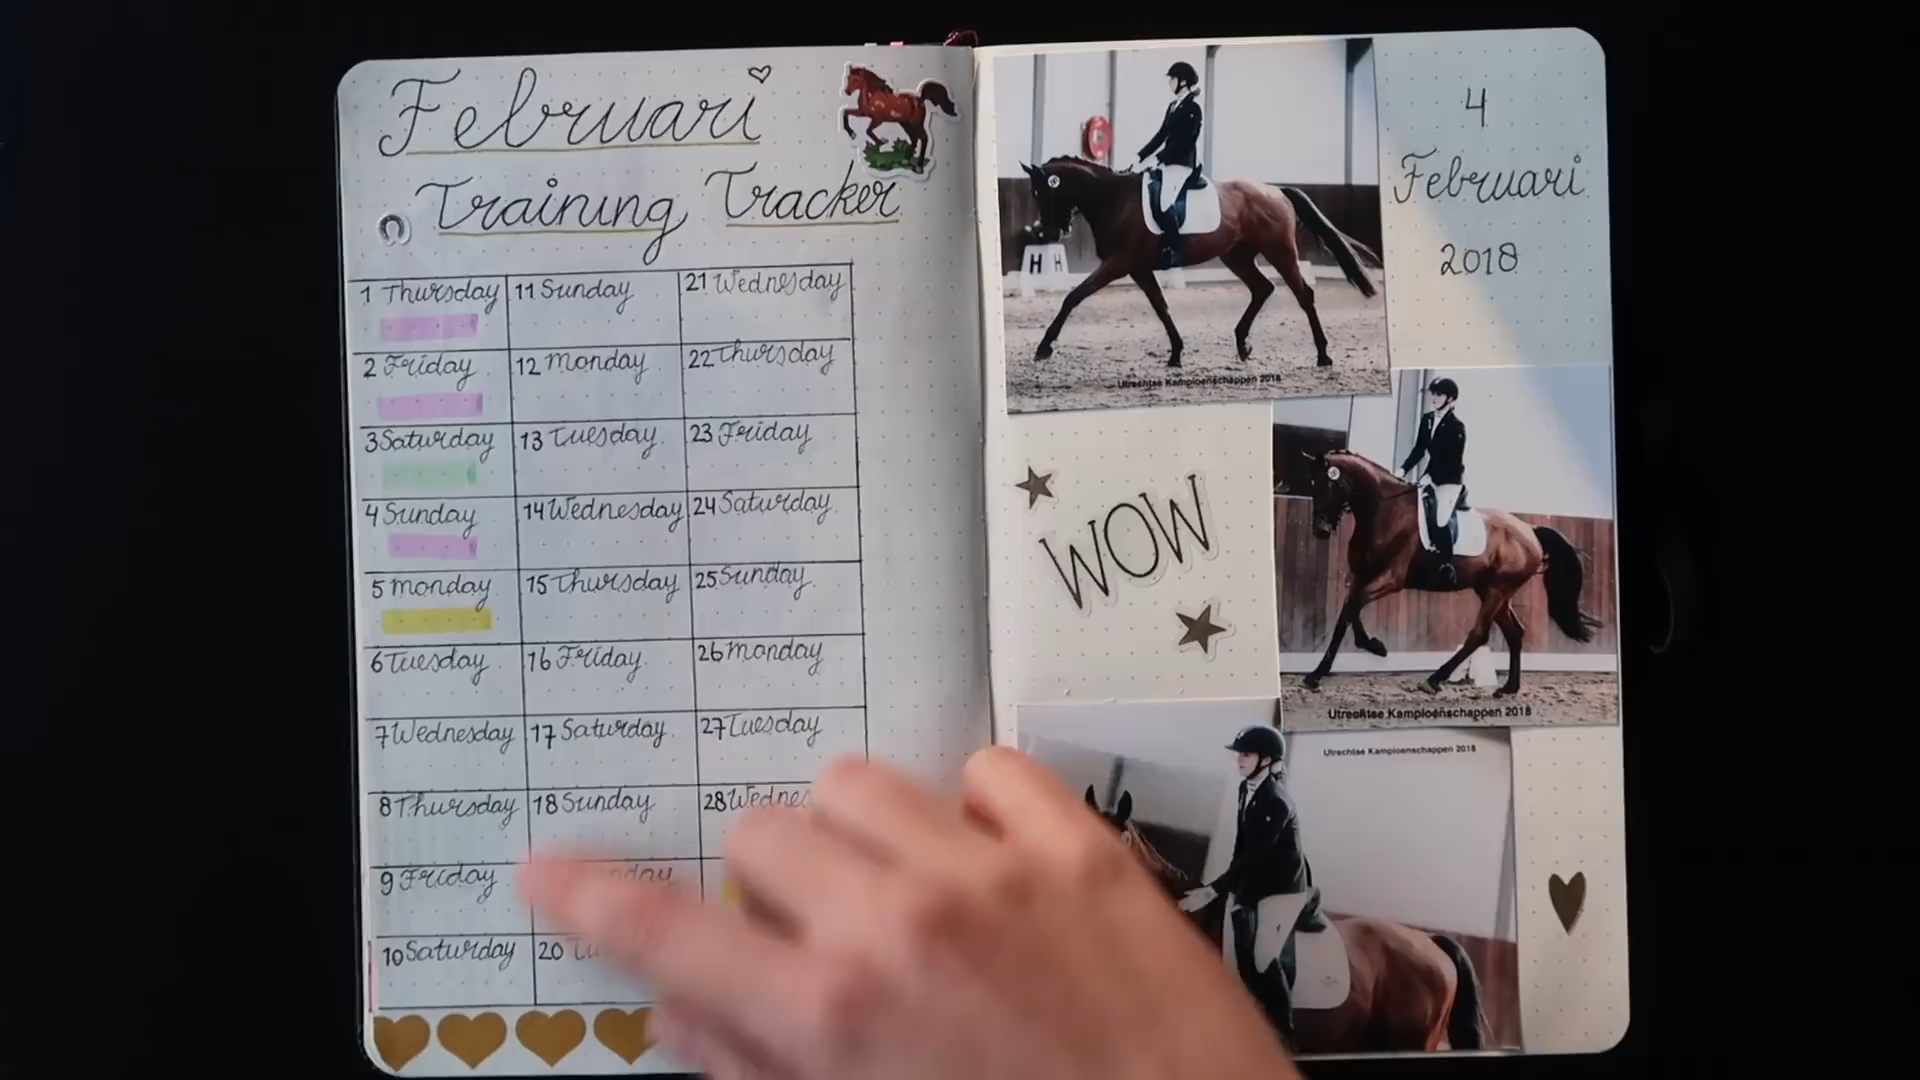 Februari
Training Tracker
1 Thursday
2 Friday
3 Saturday
4 Sunday
5 monday
6 Tuesday
7 Wednesday
8 Thursday
9 Friday
10 Saturday
11 Sunday
12 monday
13 Tuesday
14 Wednesday
15 Thursday
16 Friday
17 Saturday
18 Sunday
20
21 Wednesday
22 Thursday
23 Friday
24 Saturday
25 Sunday
26 monday
27 Tuesday
28
4
Februari
2018
H H
Utrechtse Kampioenschappen 2018
WOW
Utrechtse Kampioenschappen 2018
Utrechtse Kampioenschappen 2018